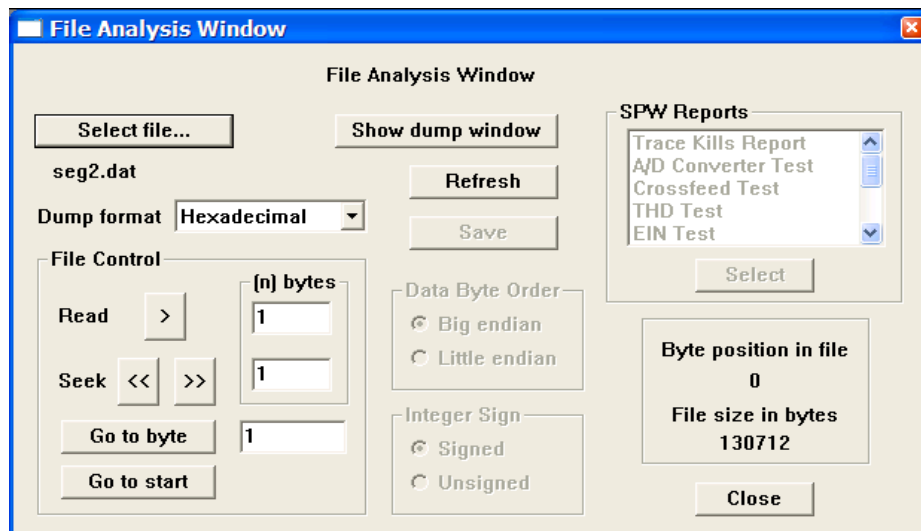 File Analysis Window
File Analysis Window
Select file...
seg2.dat
Dump format Hexadecimal
Show dump window
Refresh
Save
SPW Reports
Trace Kills Report
A/D Converter Test
Crossfeed Test
THD Test
EIN Test
Select
File Control
(n) bytes
Read > 1
Seek << >> 1
Go to byte 1
Go to start
Data Byte Order
Big endian
Little endian
Integer Sign
Signed
Unsigned
Byte position in file
0
File size in bytes
130712
Close